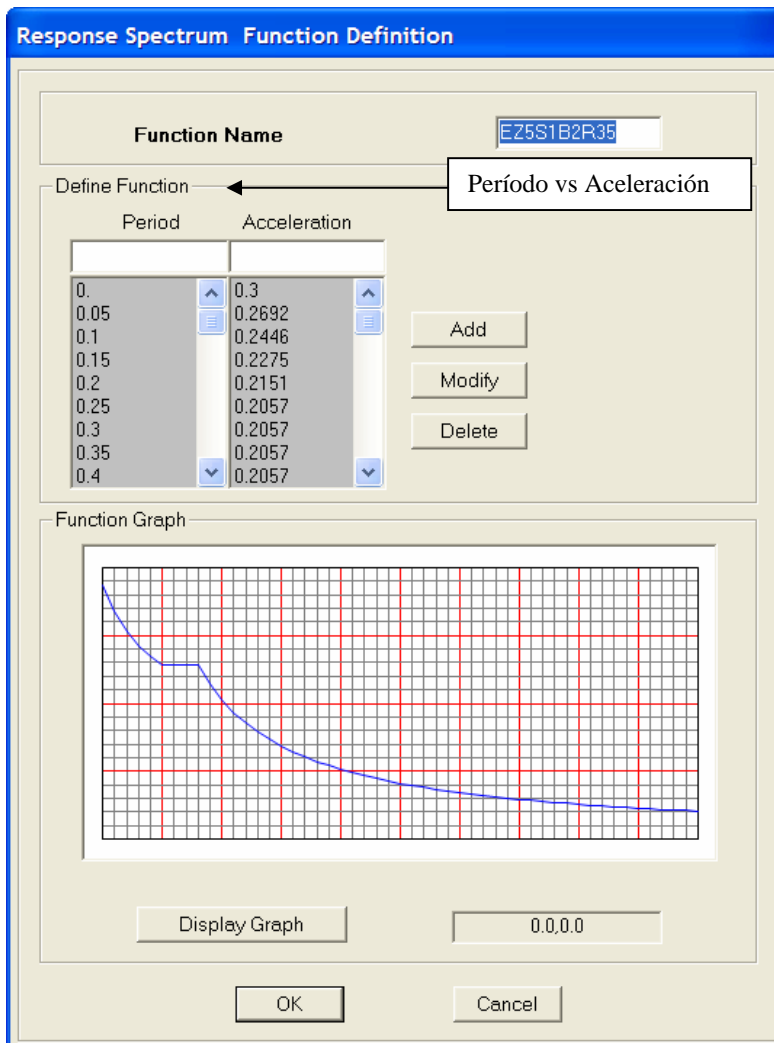 Response Spectrum Function Definition
Function Name
EZ5S1B2R35
Define Function
Período vs Aceleración
Period Acceleration
0. 0.3
0.05 0.2692
0.1 0.2446
0.15 0.2275
0.2 0.2151
0.25 0.2057
0.3 0.2057
0.35 0.2057
0.4 0.2057
Add
Modify
Delete
Function Graph
Display Graph
0.0,0.0
OK
Cancel